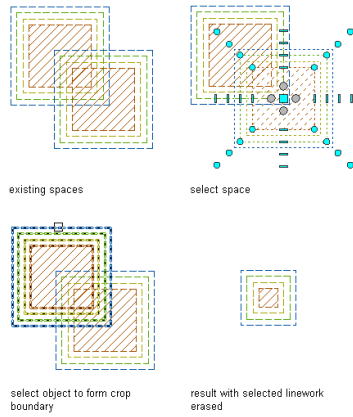 existing spaces
select space
select object to form crop
boundary
result with selected linework
erased